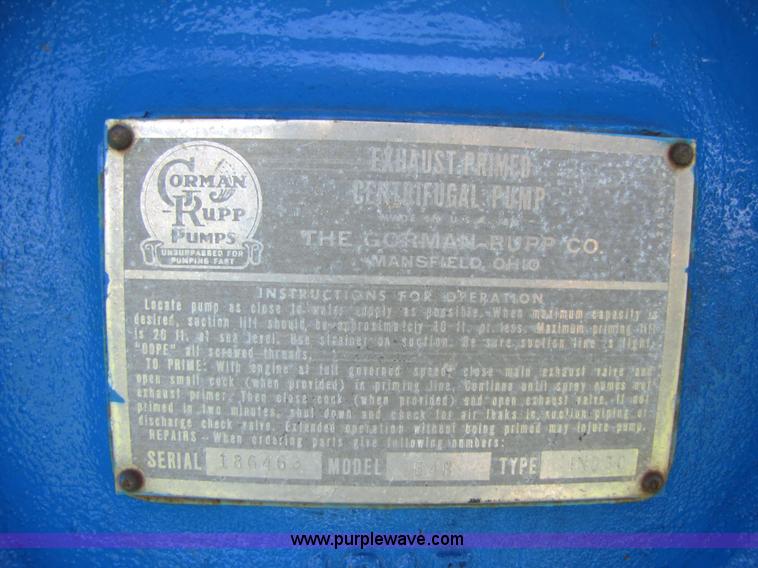 GORMAN
RUPP
PUMPS
UNSURPASSED FOR
PUMPING FAST
EXHAUST PRIMED
CENTRIFUGAL PUMP
MADE IN U.S.A. BY
THE GORMAN-RUPP CO.
MANSFIELD, OHIO
INSTRUCTIONS FOR OPERATION
Locate pump as close to water supply as possible. When maximum capacity is
desired, suction lift should be approximately 10 ft. or less. Maximum priming lift
is 20 ft. at sea level. Use strainer on suction. Be sure suction line is tight,
"DOPE" all screwed threads.
TO PRIME: With engine at full governed speed, close main exhaust valve and
open small cock (when provided) in priming line. Continue until spray comes out
exhaust primer. Then close cock (when provided) and open exhaust valve. If not
primed in two minutes, shut down and check for air leaks in suction piping or
discharge check valve. Extended operation without being primed may injure pump.
REPAIRS - When ordering parts give following numbers:
SERIAL MODEL TYPE
www.purplewave.com